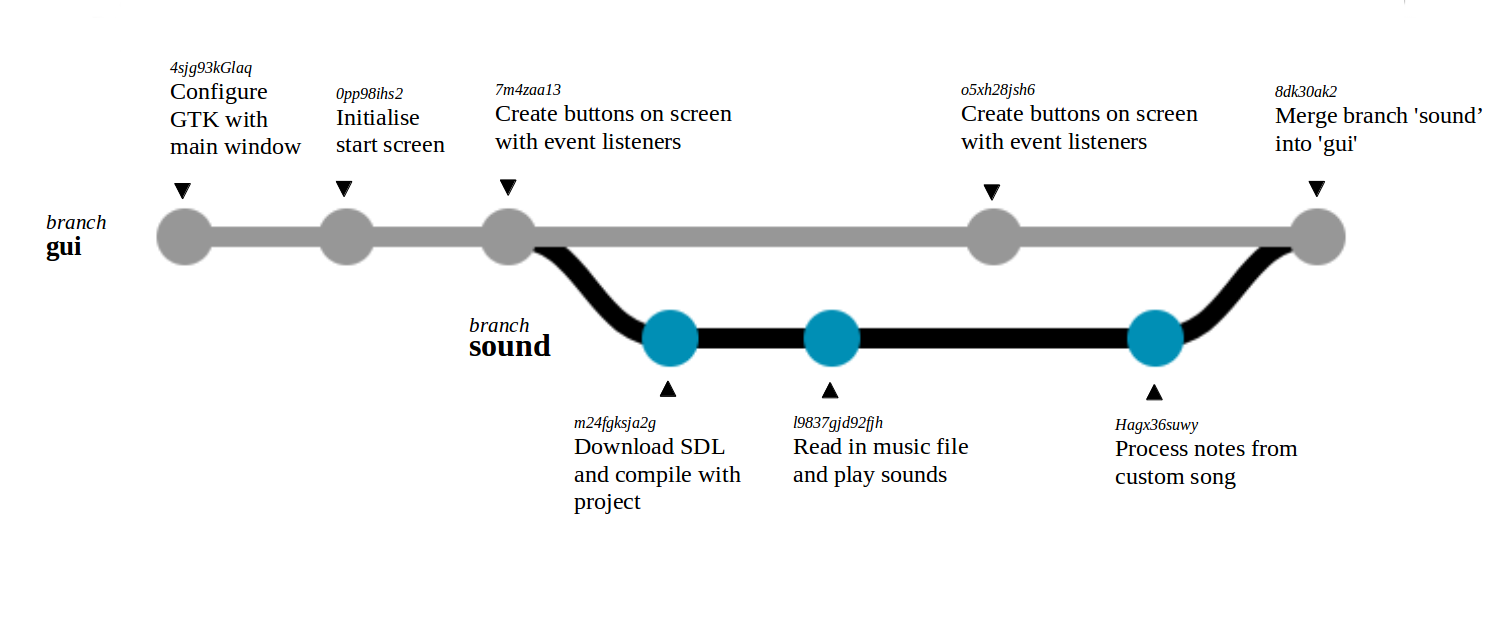 4sjg93kGlaq
Configure
GTK with
main window
0pp98ihs2
Initialise
start screen
7m4zaa13
Create buttons on screen
with event listeners
o5xh28jsh6
Create buttons on screen
with event listeners
8dk30ak2
Merge branch 'sound’
into 'gui'
branch
gui
branch
sound
m24fgksja2g
Download SDL
and compile with
project
l9837gjd92fjh
Read in music file
and play sounds
Hagx36suwy
Process notes from
custom song